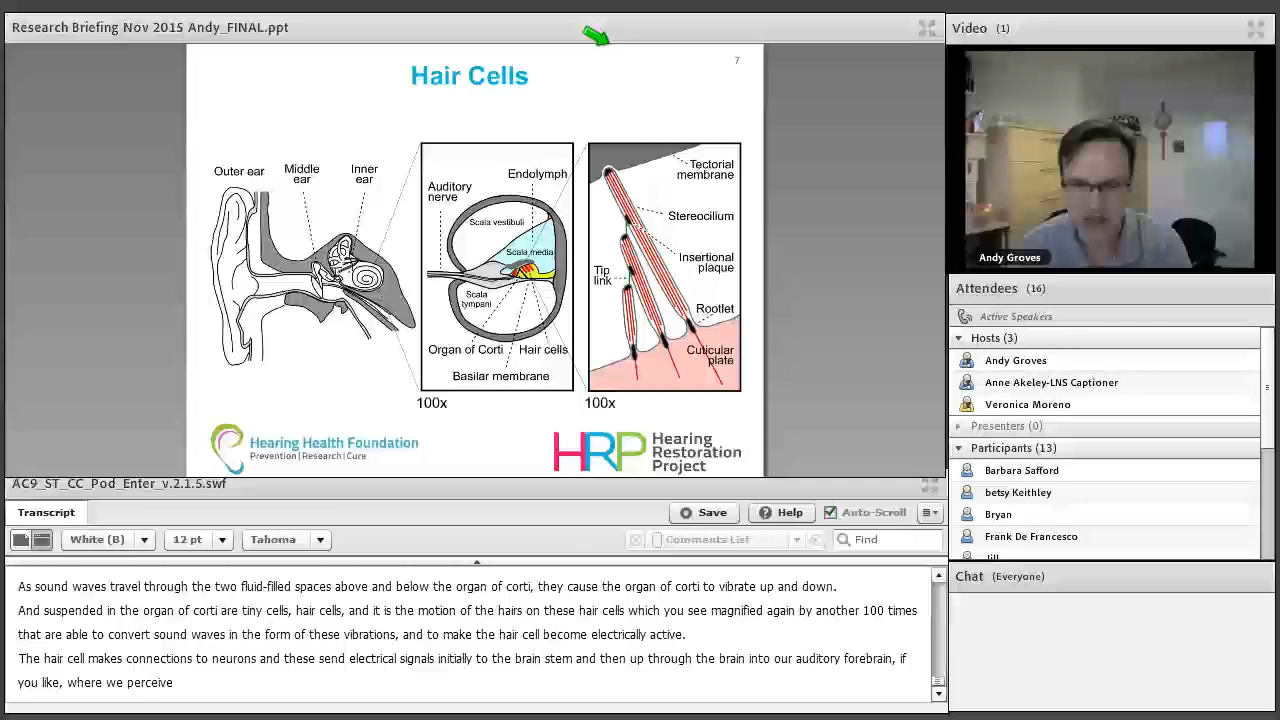 Research Briefing Nov 2015 Andy_FINAL.ppt
7
Hair Cells
Outer ear
Middle
ear
Inner
ear
Auditory
nerve
Endolymph
Scala vestibuli
Scala media
Scala
tympani
Organ of Corti
Hair cells
Basilar membrane
100x
Tectorial
membrane
Stereocilium
Insertional
plaque
Tip
link
Rootlet
Cuticular
plate
100x
Hearing Health Foundation
Prevention|Research|Cure
HRP
Hearing
Restoration
Project
Video (1)
Andy Groves
Attendees (16)
Active Speakers
Hosts (3)
Andy Groves
Anne Akeley-LNS Captioner
Veronica Moreno
Presenters (0)
Participants (13)
Barbara Safford
betsy Keithley
Bryan
Frank De Francesco
Jill
Chat (Everyone)
AC9_ST_CC_Pod_Enter_v.2.1.5.swf
Transcript
Save
Help
Auto-Scroll
White (B)
12 pt
Tahoma
Comments List
Find
As sound waves travel through the two fluid-filled spaces above and below the organ of corti, they cause the organ of corti to vibrate up and down.
And suspended in the organ of corti are tiny cells, hair cells, and it is the motion of the hairs on these hair cells which you see magnified again by another 100 times
that are able to convert sound waves in the form of these vibrations, and to make the hair cell become electrically active.
The hair cell makes connections to neurons and these send electrical signals initially to the brain stem and then up through the brain into our auditory forebrain, if
you like, where we perceive